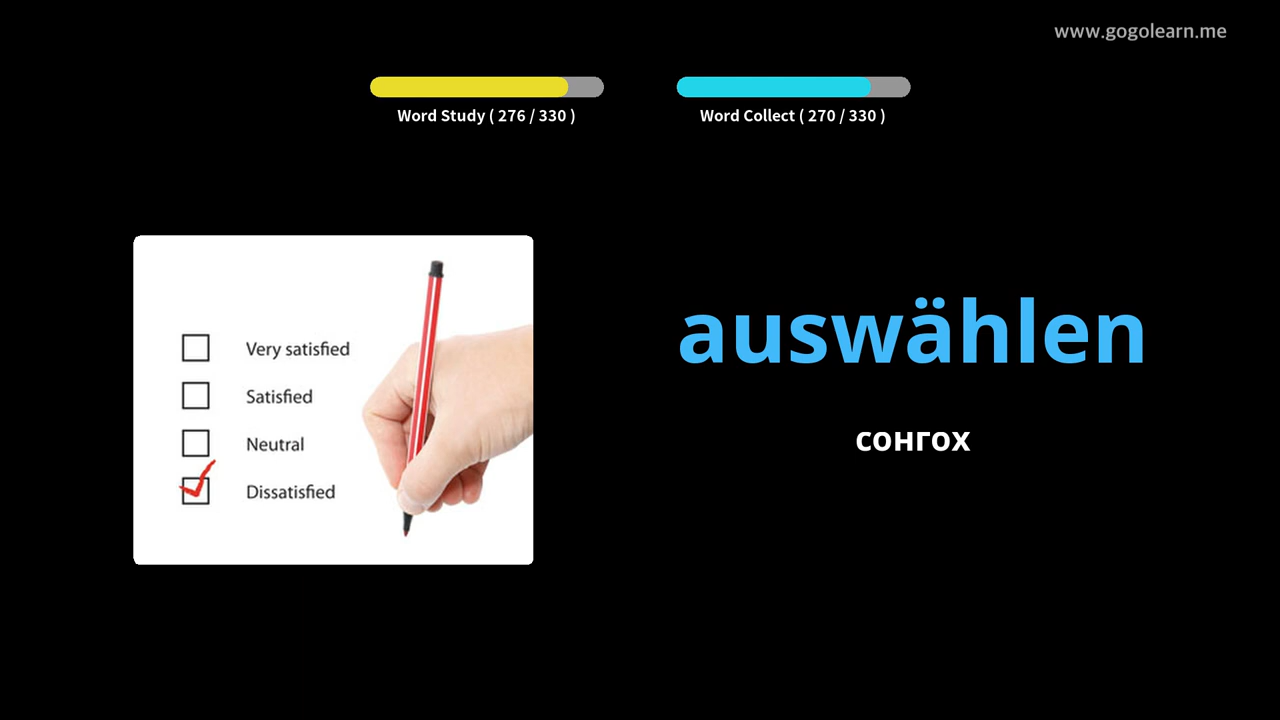 www.gogolearn.me
Word Study ( 276 / 330 )
Word Collect ( 270 / 330 )
Very satisfied
Satisfied
Neutral
Dissatisfied
auswählen
сонгох